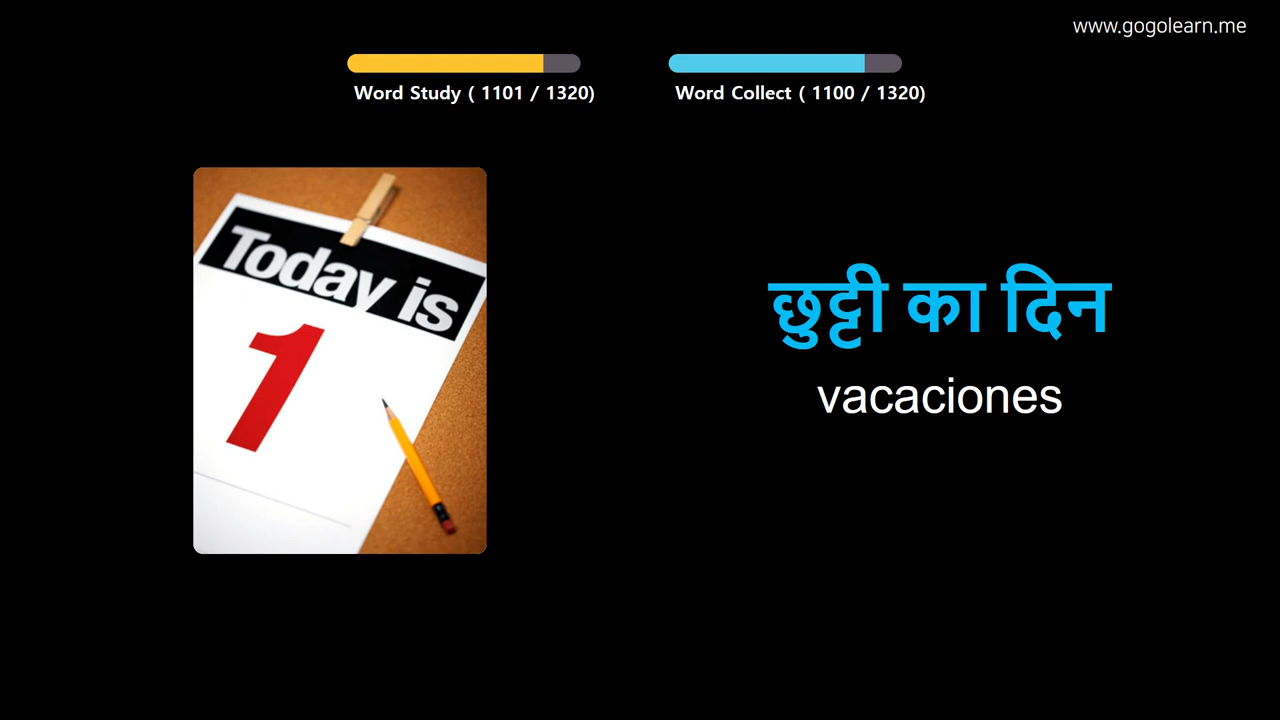 www.gogolearn.me
Word Study ( 1101 / 1320)
Word Collect ( 1100 / 1320)
Today is
1
छुट्टी का दिन
vacaciones